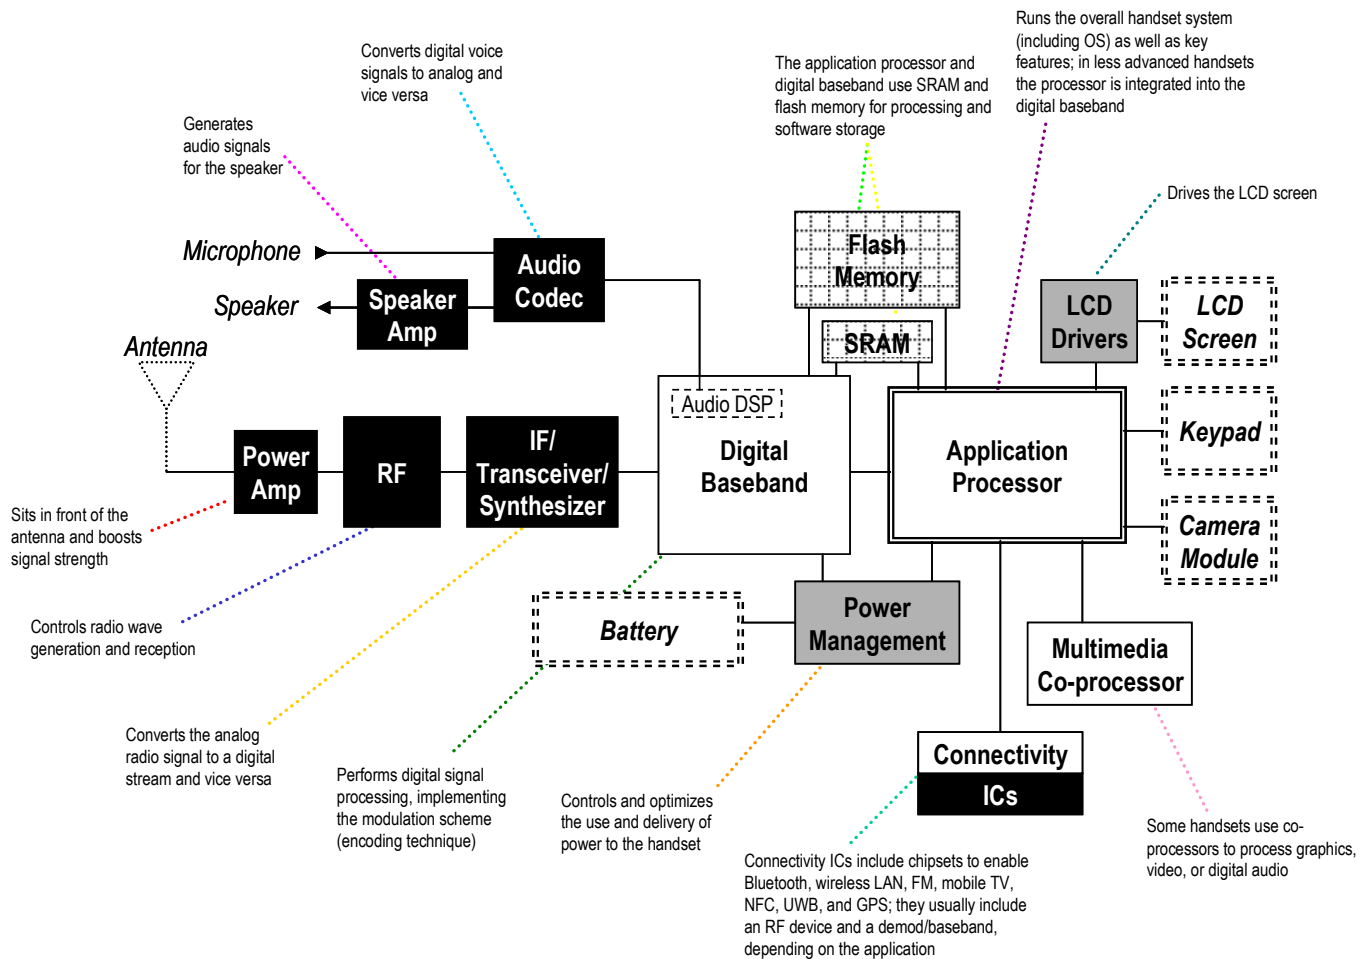 Runs the overall handset system
(including OS) as well as key
features; in less advanced handsets
the processor is integrated into the
digital baseband
Converts digital voice
signals to analog and
vice versa
The application processor and
digital baseband use SRAM and
flash memory for processing and
software storage
Generates
audio signals
for the speaker
Drives the LCD screen
Microphone
Audio
Codec
Flash
Memory
Speaker
Speaker
Amp
LCD
Drivers
LCD
Screen
SRAM
Antenna
Audio DSP
Digital
Baseband
Application
Processor
Keypad
Power
Amp
RF
IF/
Transceiver/
Synthesizer
Camera
Module
Sits in front of the
antenna and boosts
signal strength
Battery
Power
Management
Controls radio wave
generation and reception
Multimedia
Co-processor
Converts the analog
radio signal to a digital
stream and vice versa
Connectivity
ICs
Performs digital signal
processing, implementing
the modulation scheme
(encoding technique)
Controls and optimizes
the use and delivery of
power to the handset
Some handsets use co-
processors to process graphics,
video, or digital audio
Connectivity ICs include chipsets to enable
Bluetooth, wireless LAN, FM, mobile TV,
NFC, UWB, and GPS; they usually include
an RF device and a demod/baseband,
depending on the application